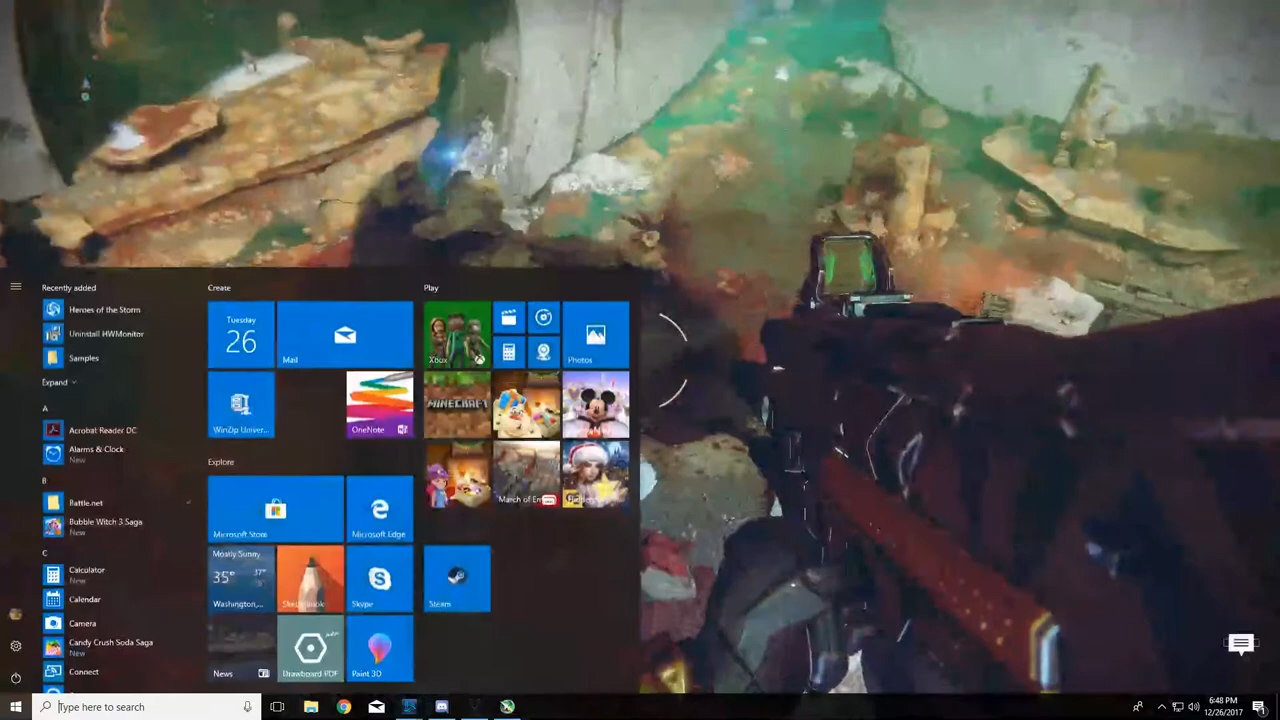 Recently added
Heroes of the Storm
Uninstall HWMonitor
Samples
Expand
A
Acrobat Reader DC
Alarms & Clock
New
B
Battle.net
Bubble Witch 3 Saga
New
C
Calculator
New
Calendar
Camera
Candy Crush Soda Saga
New
Connect
Create
Tuesday
26
Mail
WinZip Univer...
OneNote
Explore
Microsoft Store
Microsoft Edge
Mostly Sunny
35°
37°
Washington,...
Sketchbook
Skype
News
Drawboard PDF
Paint 3D
Play
Xbox
Photos
MINECRAFT
March of Em
Steam
Type here to search
6:48 PM
12/26/2017
1